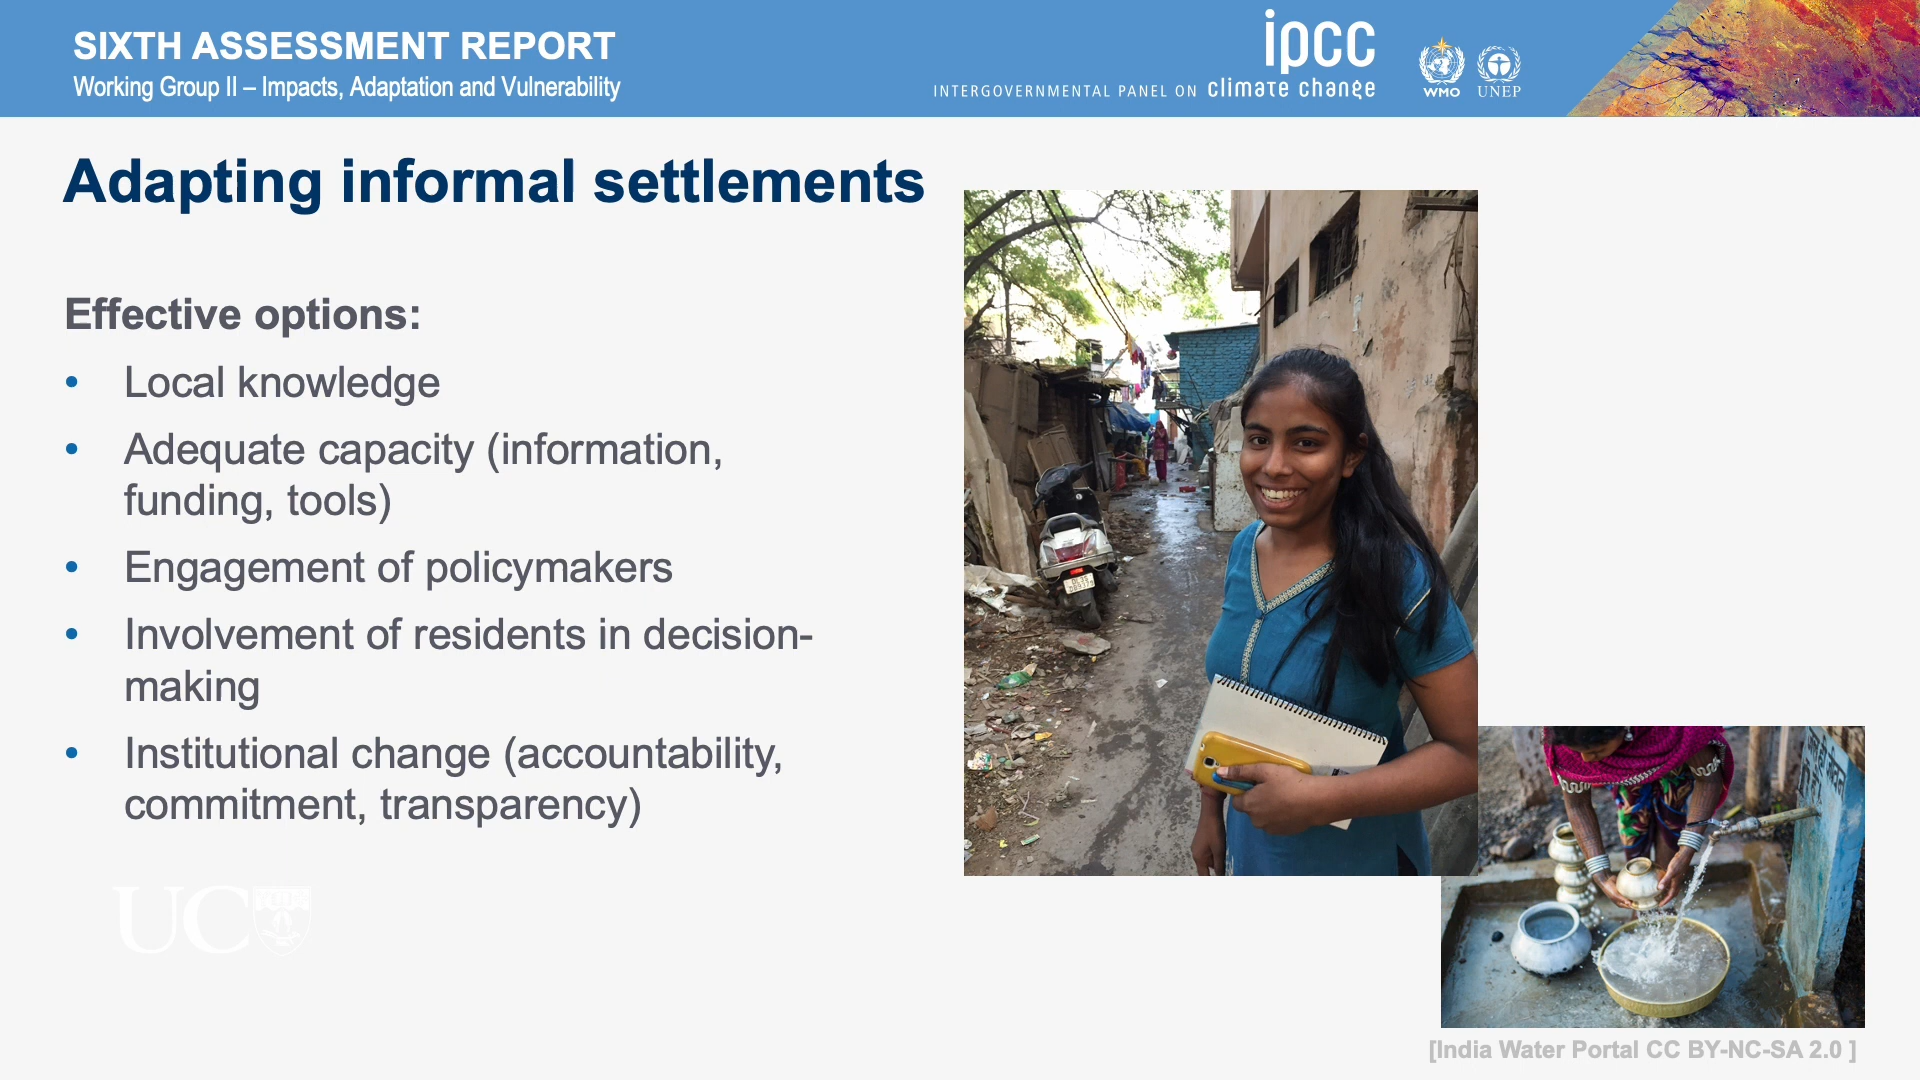 SIXTH ASSESSMENT REPORT
Working Group II – Impacts, Adaptation and Vulnerability
ipcc
INTERGOVERNMENTAL PANEL ON climate change
WMO
UNEP
Adapting informal settlements
Effective options:
• Local knowledge
• Adequate capacity (information,
funding, tools)
• Engagement of policymakers
• Involvement of residents in decision-
making
• Institutional change (accountability,
commitment, transparency)
UC
[India Water Portal CC BY-NC-SA 2.0 ]